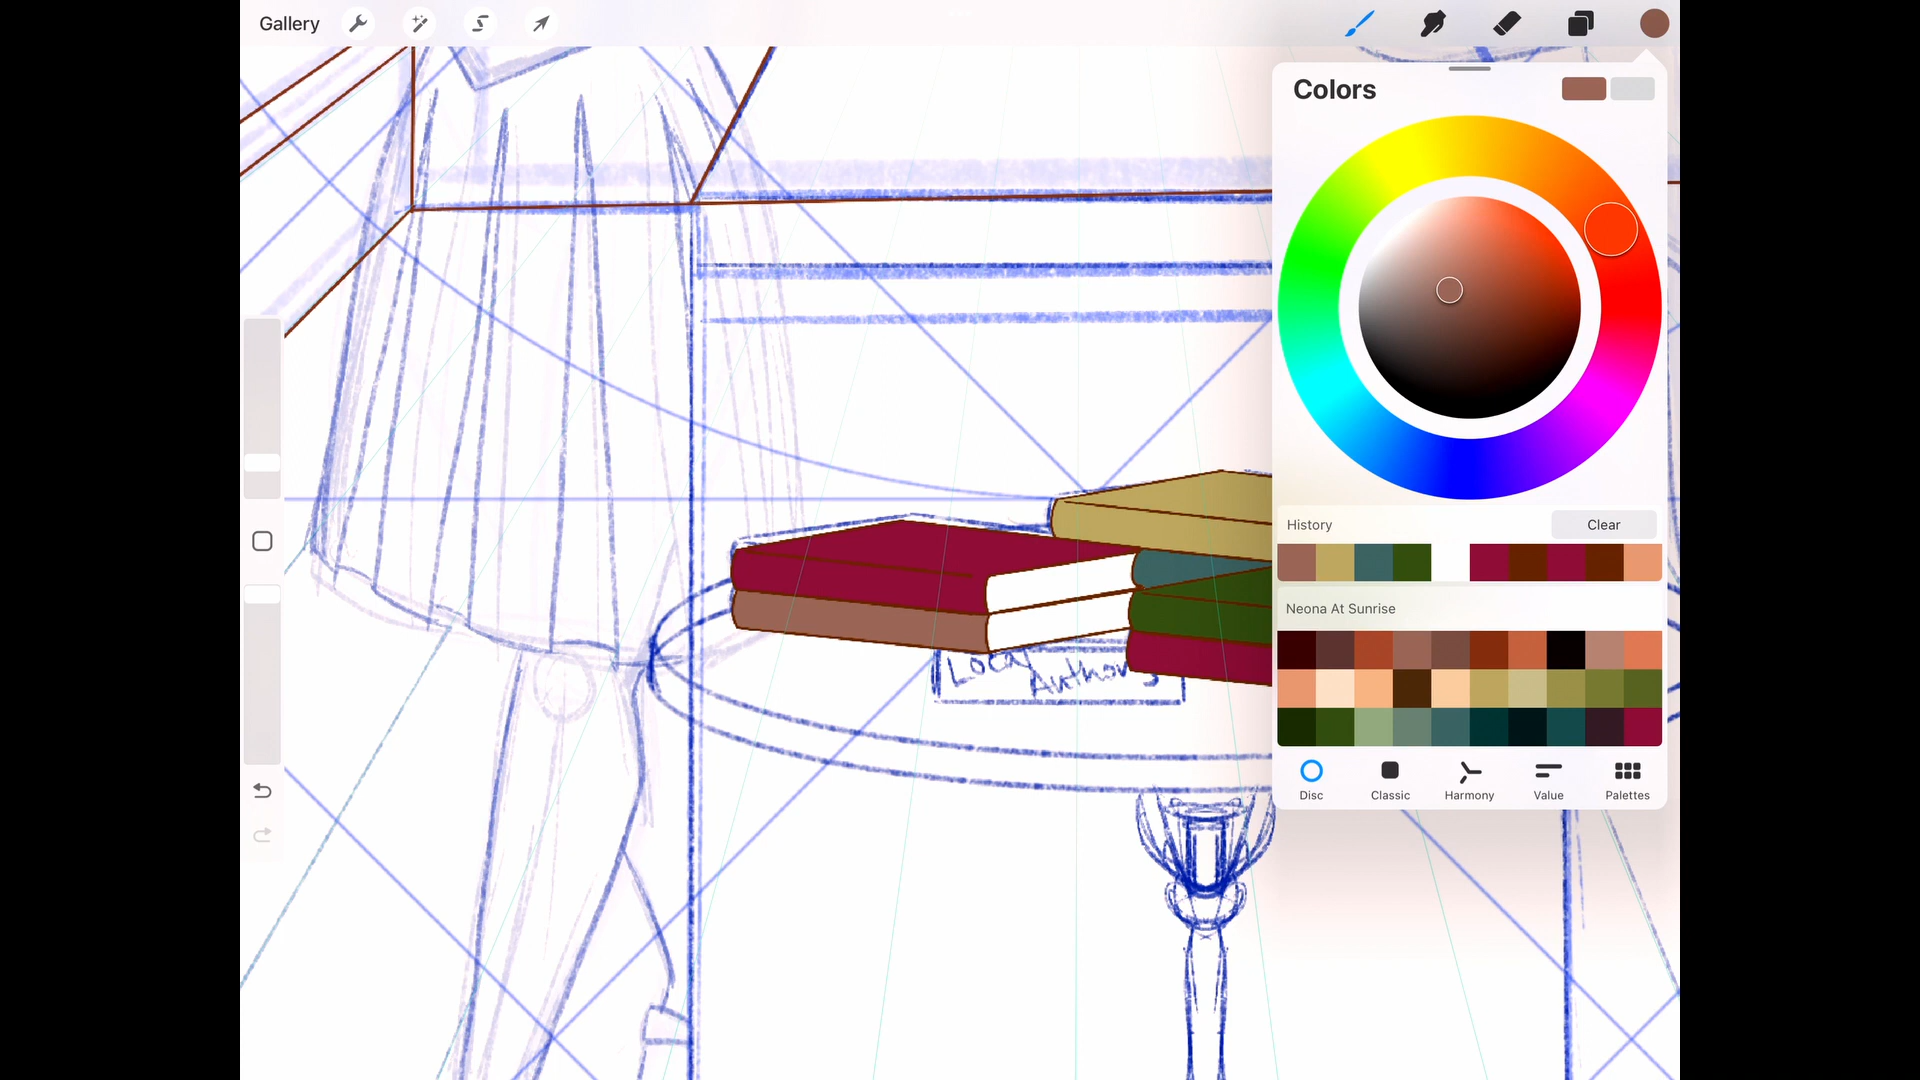 Gallery
Colors
History
Clear
Neona At Sunrise
Disc
Classic
Harmony
Value
Palettes
Local
Authors